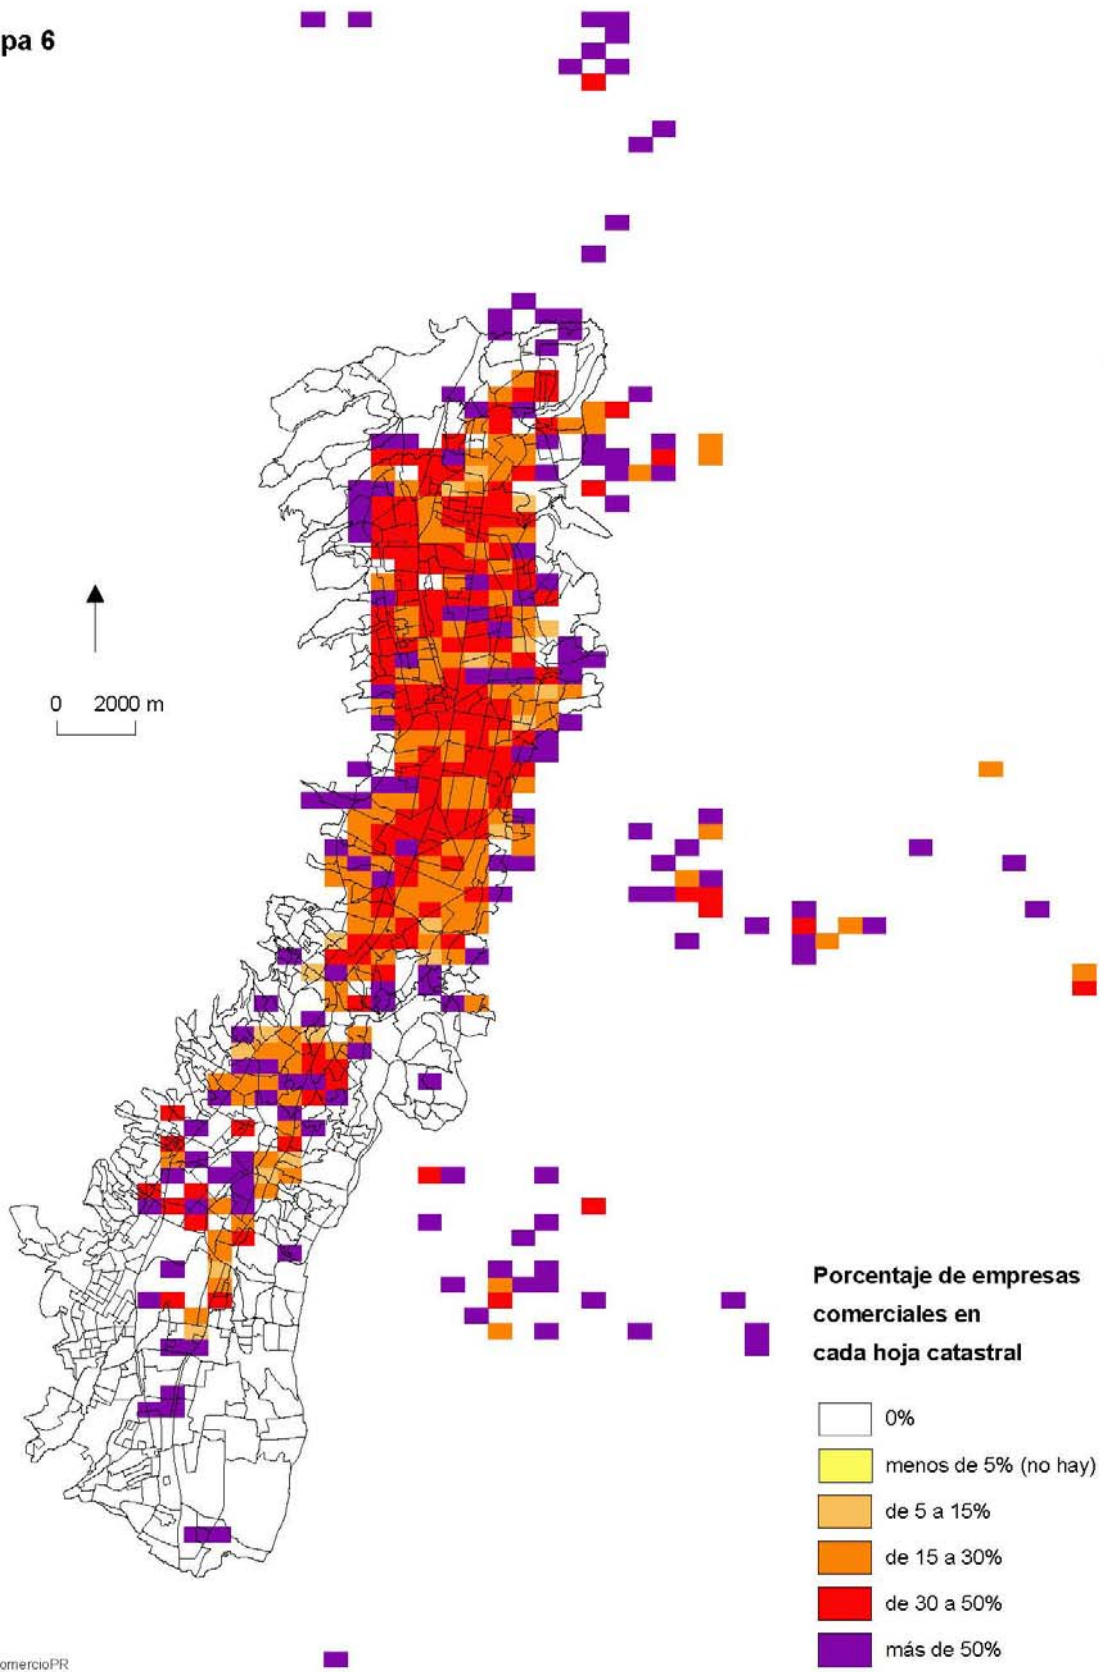 pa 6
0 2000 m
Porcentaje de empresas
comerciales en
cada hoja catastral
0%
menos de 5% (no hay)
de 5 a 15%
de 15 a 30%
de 30 a 50%
más de 50%
omercioPR